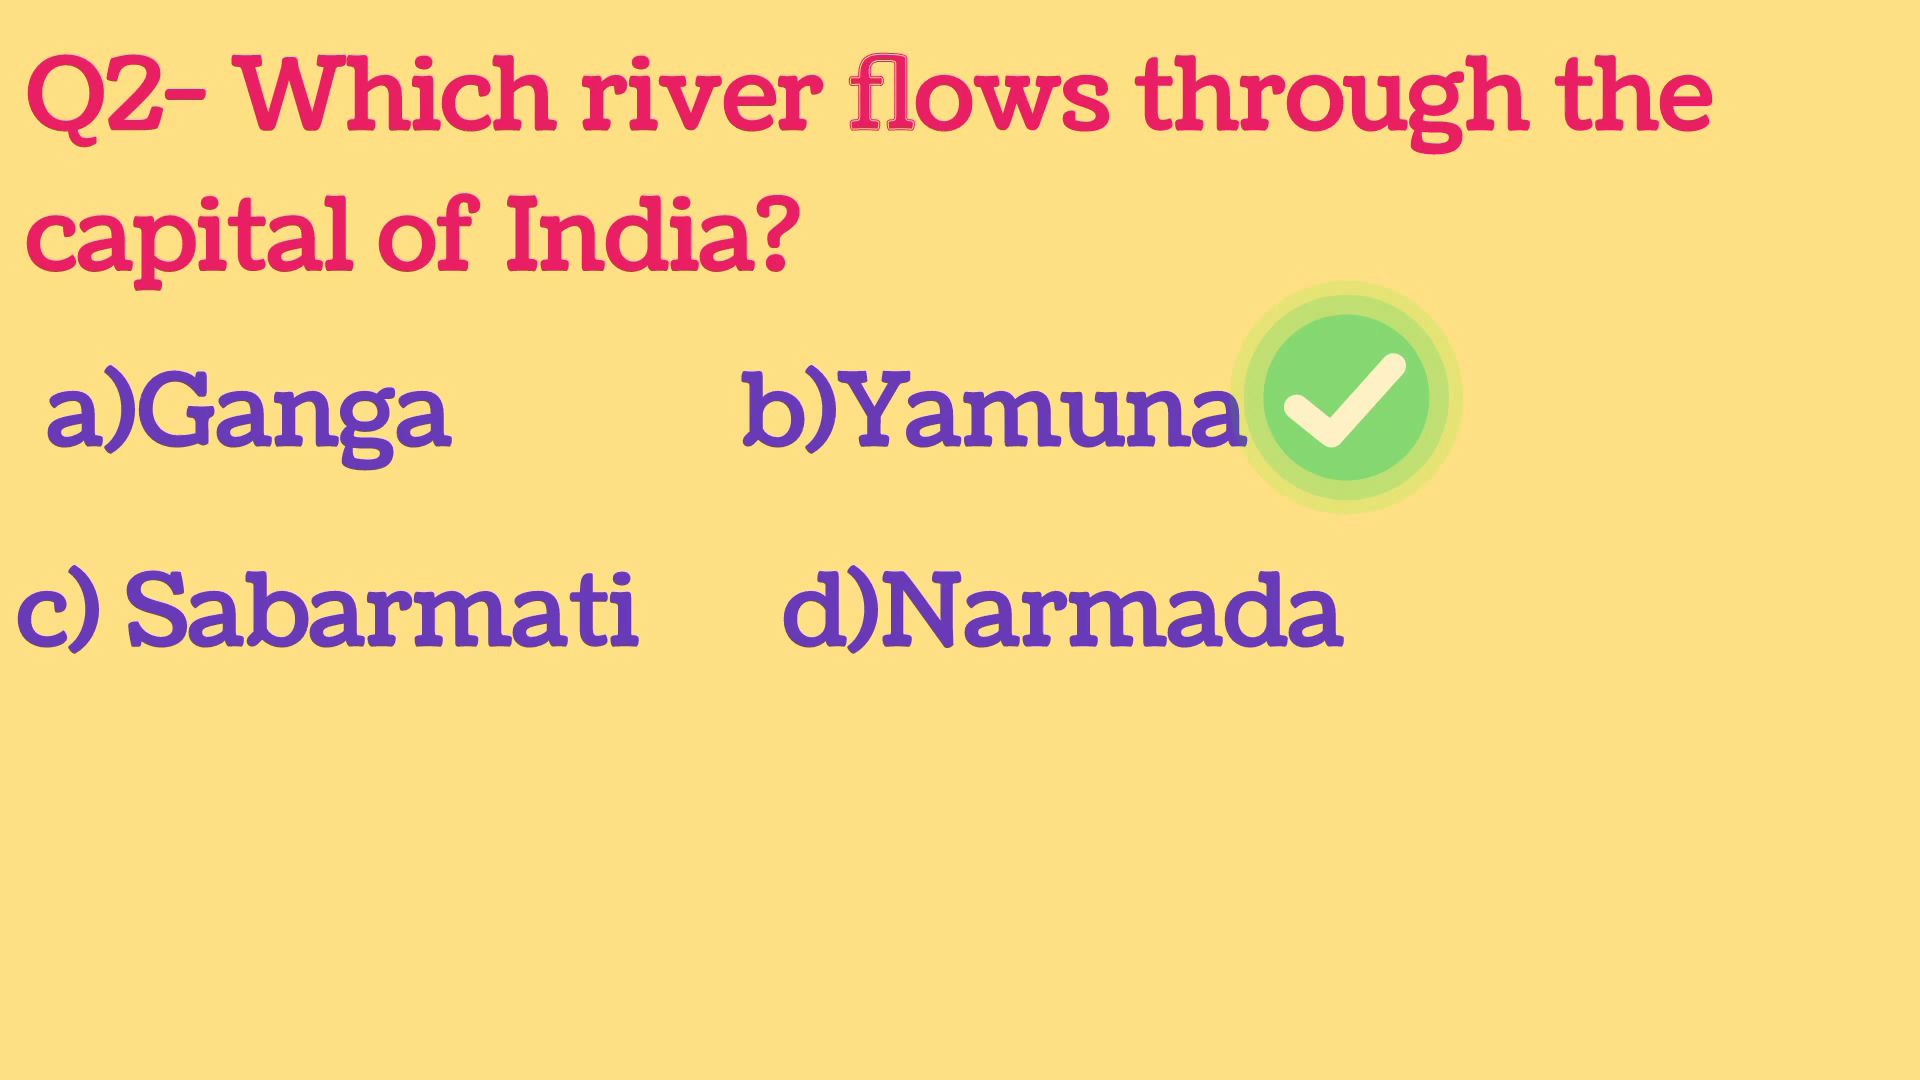 Q2- Which river flows through the
capital of India?
a)Ganga b)Yamuna
c) Sabarmati d)Narmada